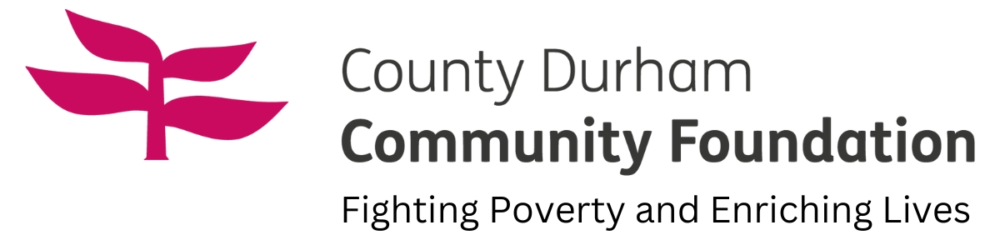 County Durham
Community Foundation
Fighting Poverty and Enriching Lives